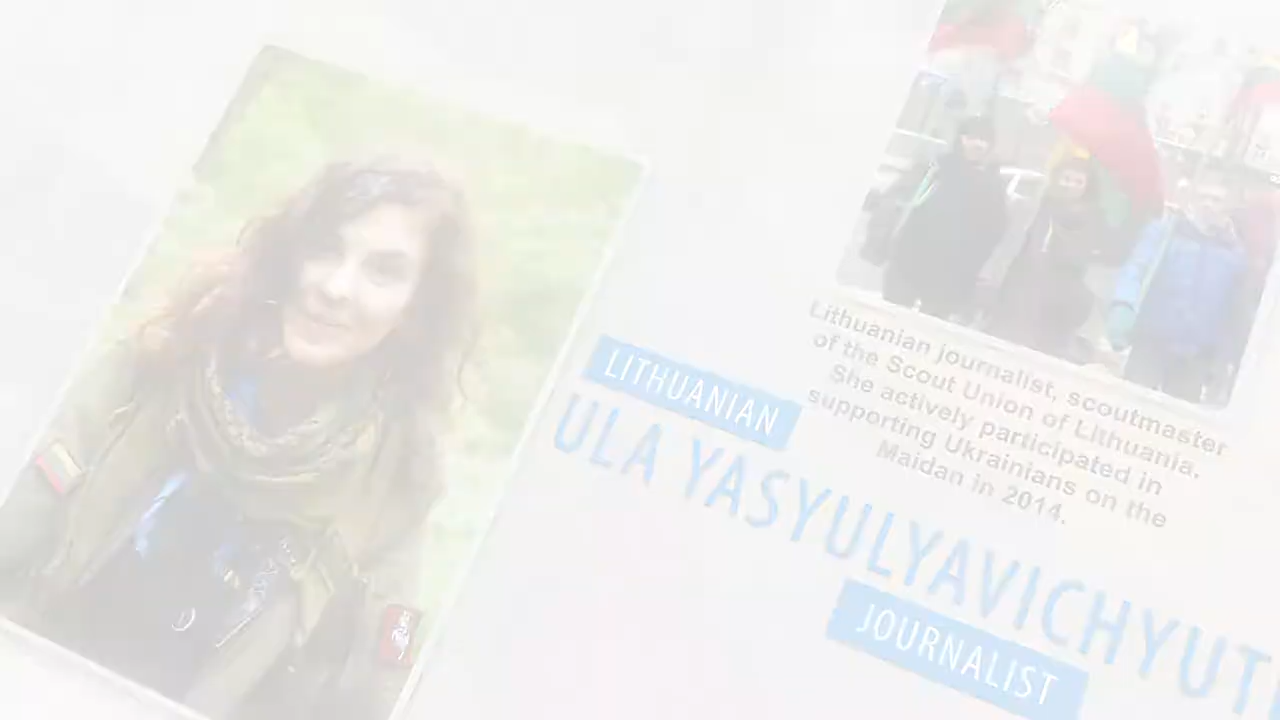 Lithuanian journalist, scoutmaster
of the Scout Union of Lithuania.
She actively participated in
supporting Ukrainians on the
Maidan in 2014.
LITHUANIAN
ULA YASYULYAVICHYUT
JOURNALIST